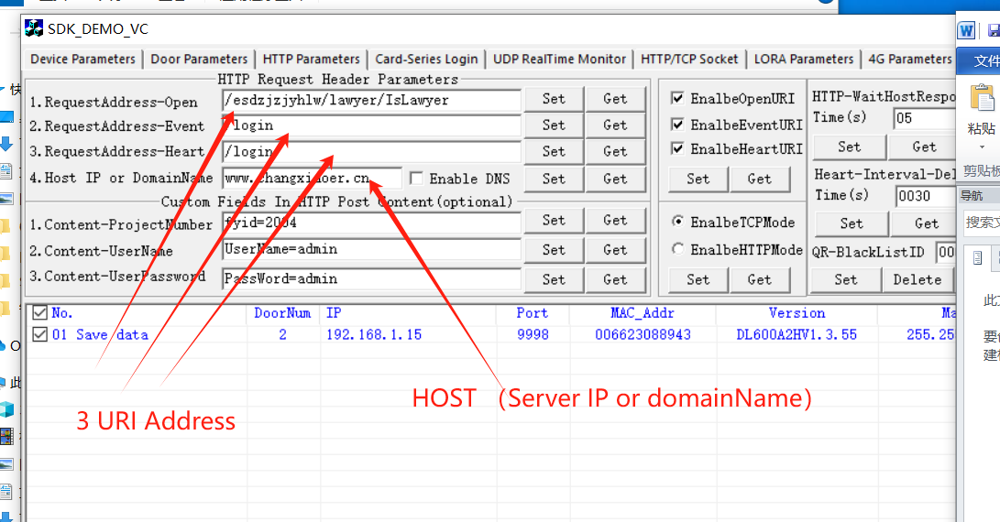 SDK_DEMO_VC
Device Parameters Door Parameters HTTP Parameters Card-Series Login UDP RealTime Monitor HTTP/TCP Socket LORA Parameters 4G Parameters
HTTP Request Header Parameters
1.RequestAddress-Open /esdzjzjyhlw/lawyer/IsLawyer Set Get
2.RequestAddress-Event login Set Get
3.RequestAddress-Heart /login Set Get
4.Host IP or DomainName www.changxiaoer.cn Enable DNS Set Get
Custom Fields In HTTP Post Content(optional)
1.Content-ProjectNumber fyid=2004 Set Get
2.Content-UserName UserName=admin Set Get
3.Content-UserPassword PassWord=admin Set Get
EnalbeOpenURI
EnalbeEventURI
EnalbeHeartURI
Set Get
EnalbeTCPMode
EnalbeHTTPMode
Set Get
HTTP-WaitHostRespo
Time(s) 05
Set Get
Heart-Interval-Del
Time(s) 0030
Set Get
QR-BlackListID 00
Set Delete
No. DoorNum IP Port MAC_Addr Version Ma
01 Save data 2 192.168.1.15 9998 006623088943 DL600A2HV1.3.55 255.25
3 URI Address
HOST （Server IP or domainName）
W
文件
粘贴
剪贴板
导航
搜索文
此
要
建
快
O
此